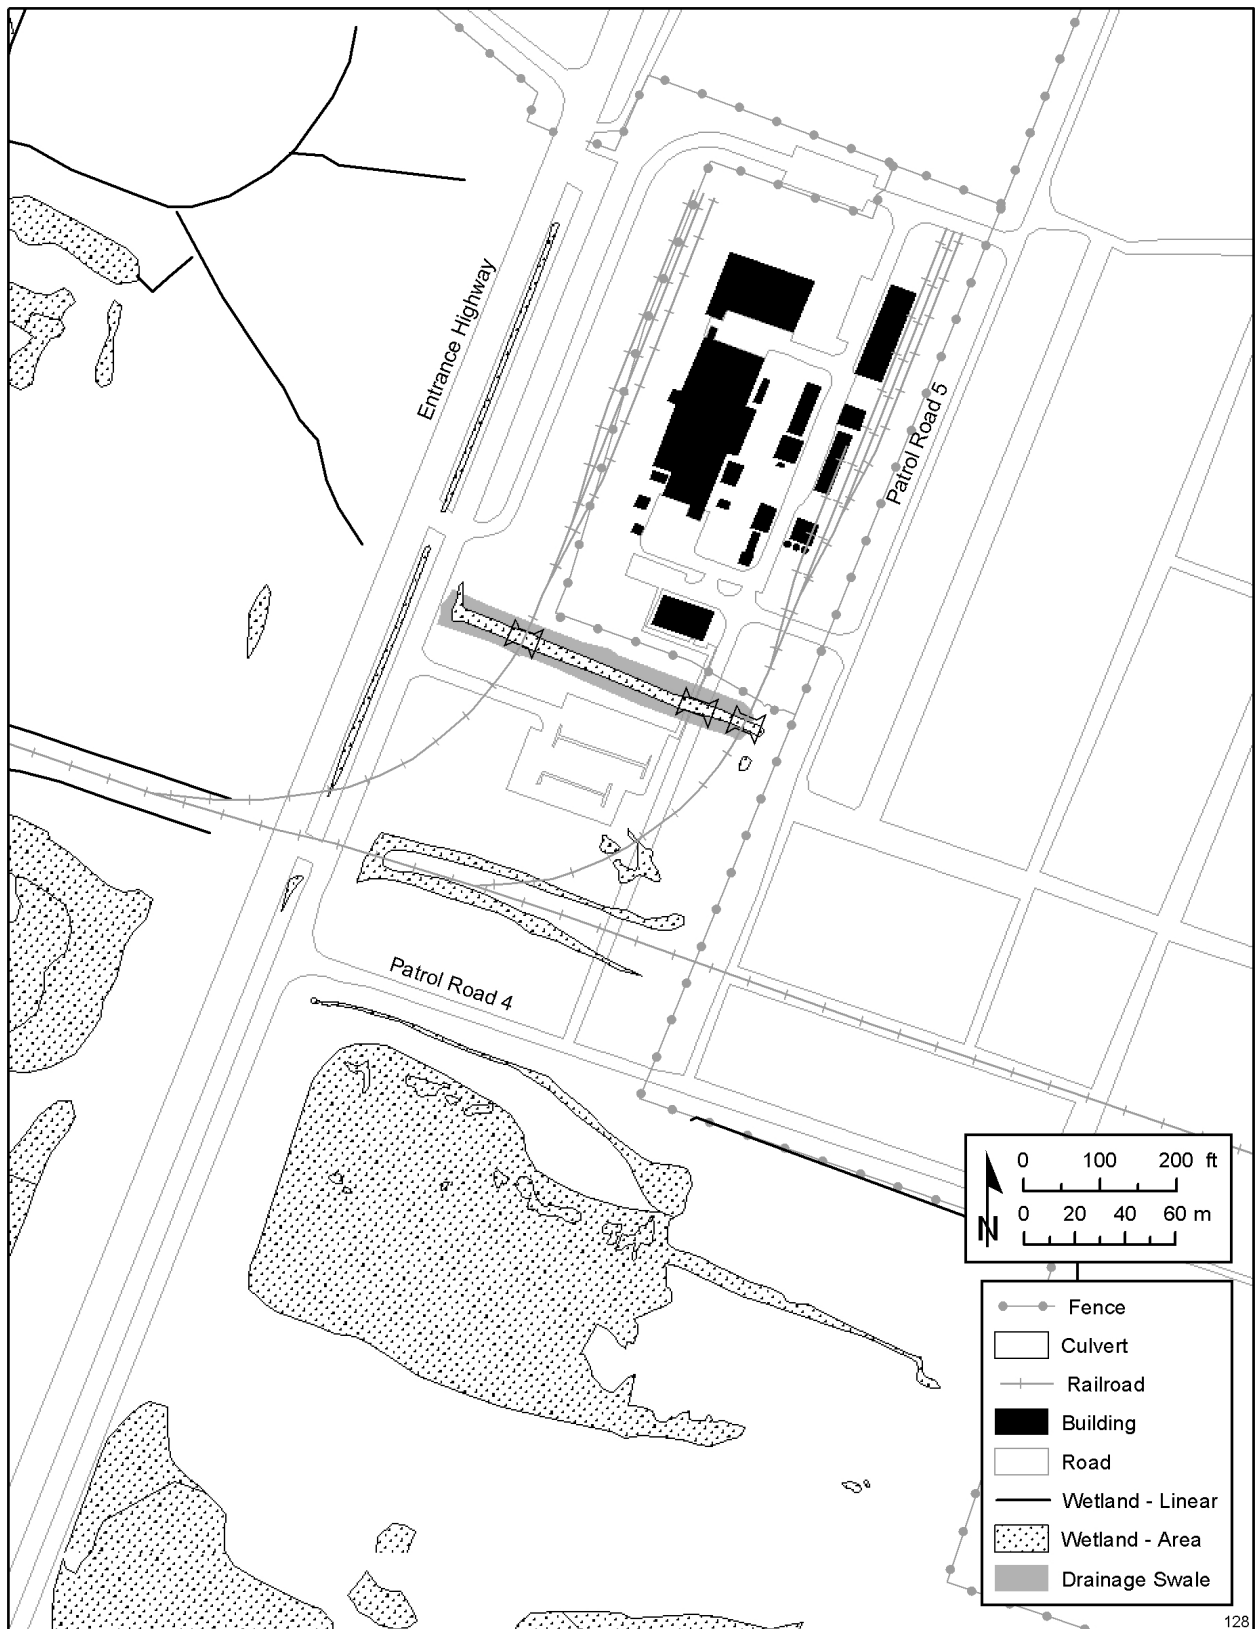 Entrance Highway
Patrol Road 5
Patrol Road 4
0 100 200 ft
0 20 40 60 m
N
Fence
Culvert
Railroad
Building
Road
Wetland - Linear
Wetland - Area
Drainage Swale
128